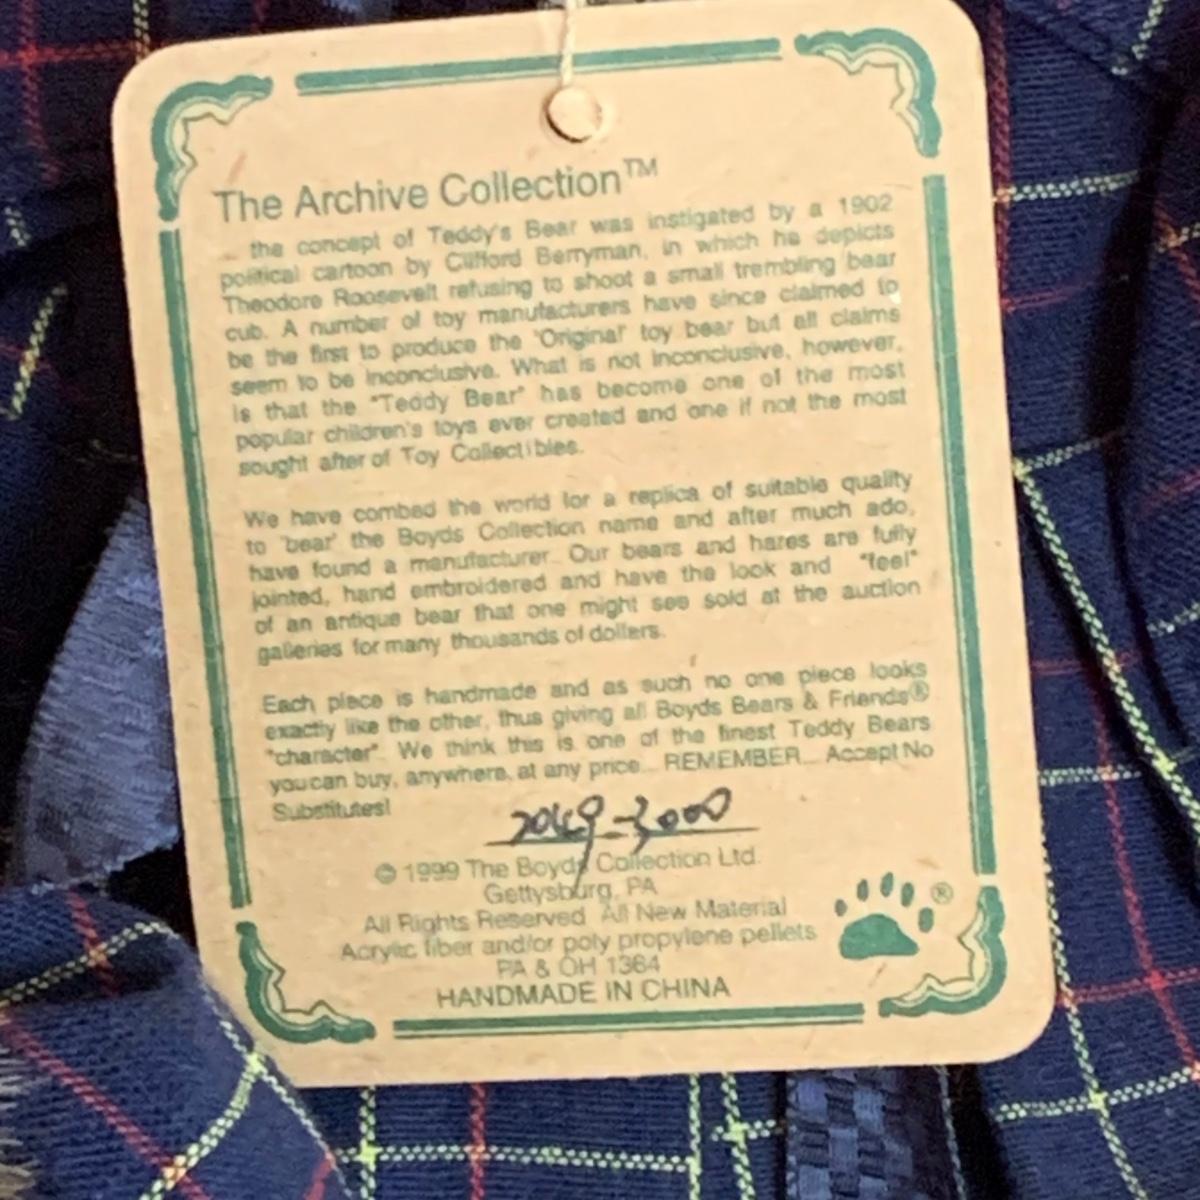 The Archive Collection™
... the concept of Teddy's Bear was instigated by a 1902
political cartoon by Clifford Berryman, in which he depicts
Theodore Roosevelt refusing to shoot a small trembling bear
cub. A number of toy manufacturers have since claimed to
be the first to produce the "Original" toy bear but all claims
seem to be inconclusive. What is not inconclusive, however,
is that the "Teddy Bear" has become one of the most
popular children's toys ever created and one if not the most
sought after of Toy Collectibles.
We have combed the world for a replica of suitable quality
to 'bear' the Boyds Collection name and after much ado,
have found a manufacturer. Our bears and hares are fully
jointed, hand embroidered and have the look and "feel"
of an antique bear that one might see sold at the auction
galleries for many thousands of dollars.
Each piece is handmade and as such no one piece looks
exactly like the other, thus giving all Boyds Bears & Friends®
"character". We think this is one of the finest Teddy Bears
you can buy, anywhere, at any price... REMEMBER... Accept No
Substitutes!
© 1999 The Boyds Collection Ltd.
Gettysburg, PA
All Rights Reserved All New Material
Acrylic fiber and/or poly propylene pellets
PA & OH 1364
HANDMADE IN CHINA
®